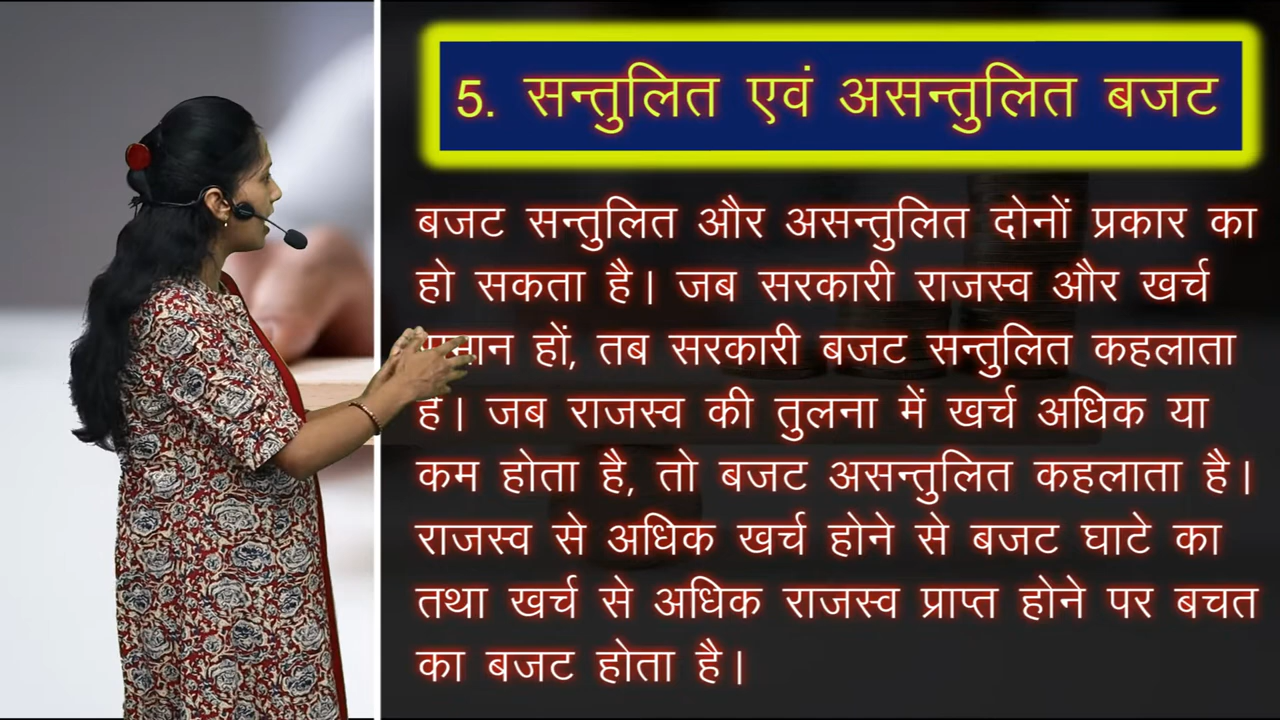 5. सन्तुलित एवं असन्तुलित बजट
बजट सन्तुलित और असन्तुलित दोनों प्रकार का
हो सकता है। जब सरकारी राजस्व और खर्च
हों, तब सरकारी बजट सन्तुलित कहलाता
है। जब राजस्व की तुलना में खर्च अधिक या
कम होता है, तो बजट असन्तुलित कहलाता है।
राजस्व से अधिक खर्च होने से बजट घाटे का
तथा खर्च से अधिक राजस्व प्राप्त होने पर बचत
का बजट होता है।